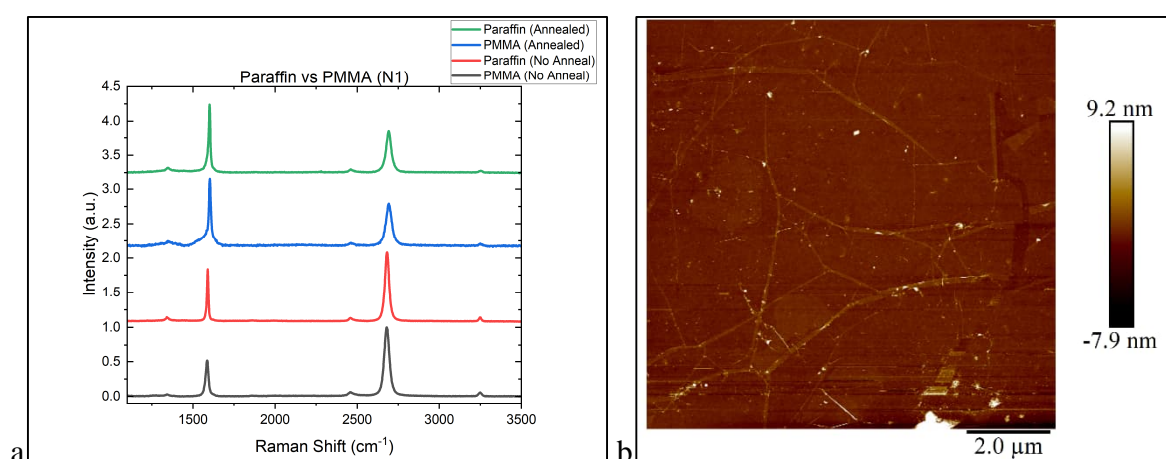 Paraffin (Annealed)
PMMA (Annealed)
Paraffin (No Anneal)
PMMA (No Anneal)
Paraffin vs PMMA (N1)
4.5
4.0
3.5
3.0
2.5
2.0
1.5
1.0
0.5
0.0
Intensity (a.u.)
1500 2000 2500 3000 3500
Raman Shift (cm⁻¹)
a
9.2 nm
-7.9 nm
2.0 µm
b